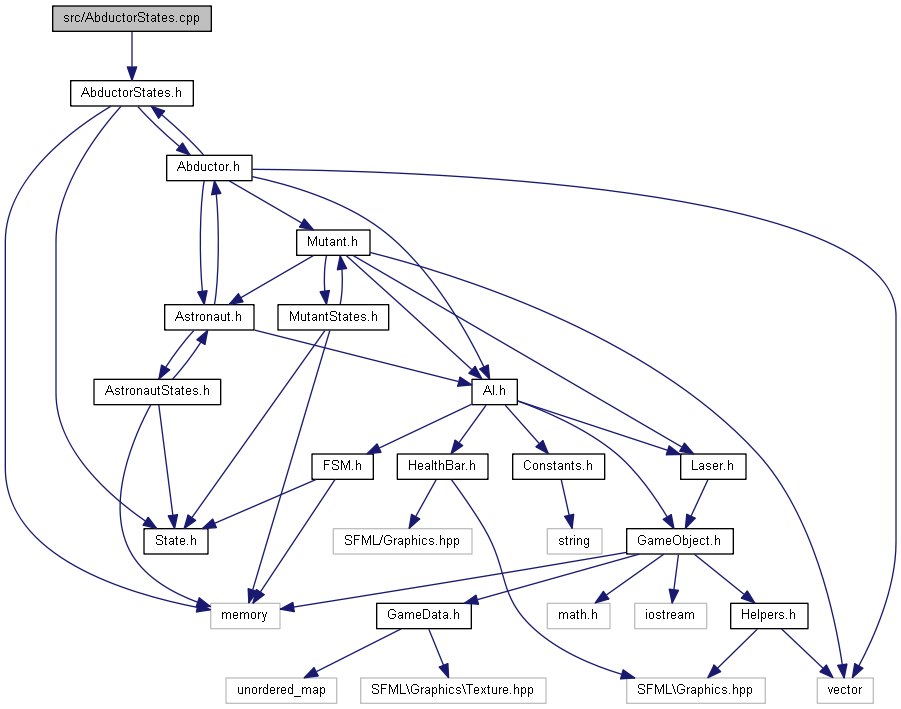 src/AbductorStates.cpp
AbductorStates.h
Abductor.h
Mutant.h
Astronaut.h
MutantStates.h
AstronautStates.h
AI.h
FSM.h
HealthBar.h
Constants.h
Laser.h
State.h
SFML/Graphics.hpp
string
GameObject.h
memory
GameData.h
math.h
iostream
Helpers.h
unordered_map
SFML\Graphics\Texture.hpp
SFML\Graphics.hpp
vector